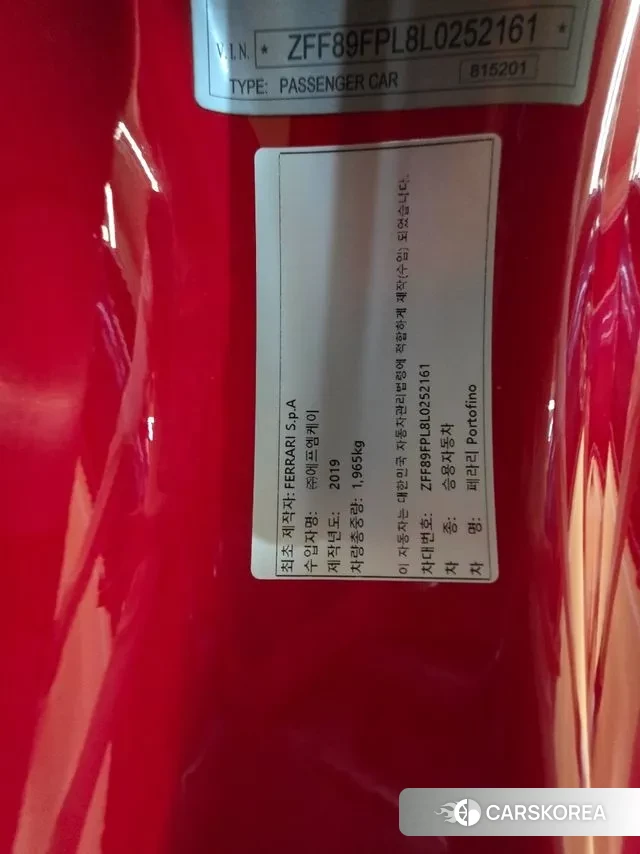 V.I.N. * ZFF89FPL8L0252161 *
TYPE: PASSENGER CAR 815201
최초 제작자: FERRARI S.p.A
수입자명: ㈜에프엠케이
제작년도: 2019
차량총중량: 1,965kg
이 자동차는 대한민국 자동차관리법령에 적합하게 제작(수입) 되었습니다.
차대번호: ZFF89FPL8L0252161
차 종: 승용자동차
차 명: 페라리 Portofino
CARSKOREA